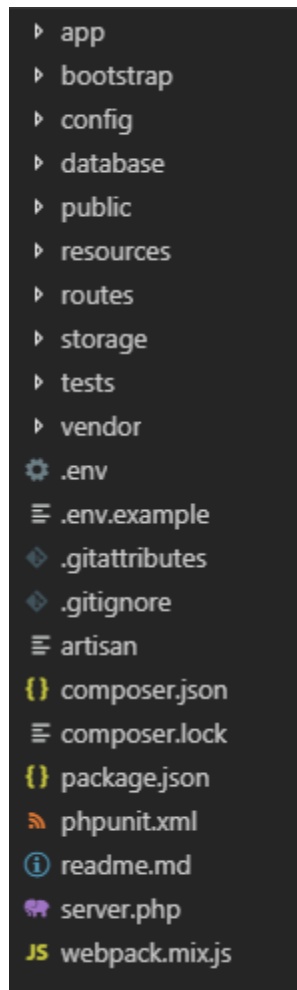 app
bootstrap
config
database
public
resources
routes
storage
tests
vendor
.env
.env.example
.gitattributes
.gitignore
artisan
{} composer.json
composer.lock
{} package.json
phpunit.xml
readme.md
server.php
JS webpack.mix.js